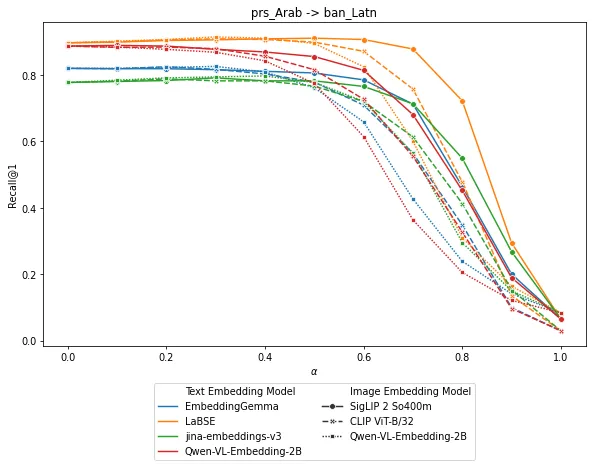 prs_Arab -> ban_Latn
Recall@1
0.8
0.6
0.4
0.2
0.0
0.0 0.2 0.4 0.6 0.8 1.0
α
Text Embedding Model
EmbeddingGemma
LaBSE
jina-embeddings-v3
Qwen-VL-Embedding-2B
Image Embedding Model
SigLIP 2 So400m
CLIP ViT-B/32
Qwen-VL-Embedding-2B